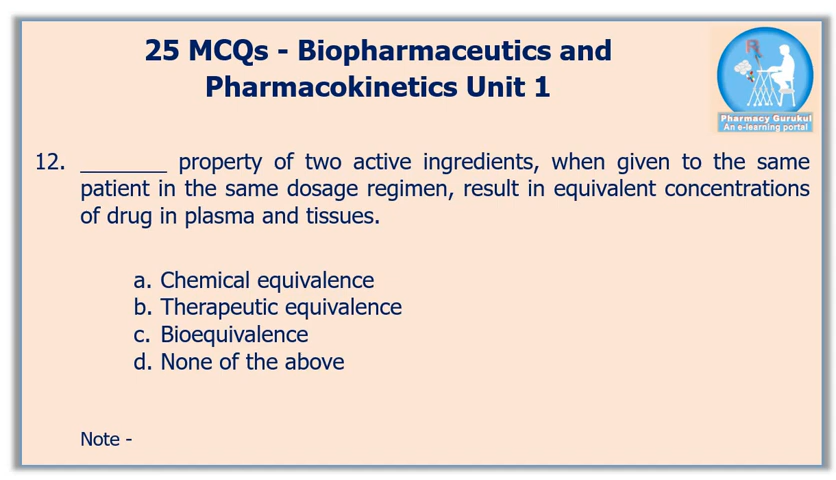 25 MCQs - Biopharmaceutics and
Pharmacokinetics Unit 1
Pharmacy Gurukul
An e-learning portal
12. _______ property of two active ingredients, when given to the same
patient in the same dosage regimen, result in equivalent concentrations
of drug in plasma and tissues.
a. Chemical equivalence
b. Therapeutic equivalence
c. Bioequivalence
d. None of the above
Note -